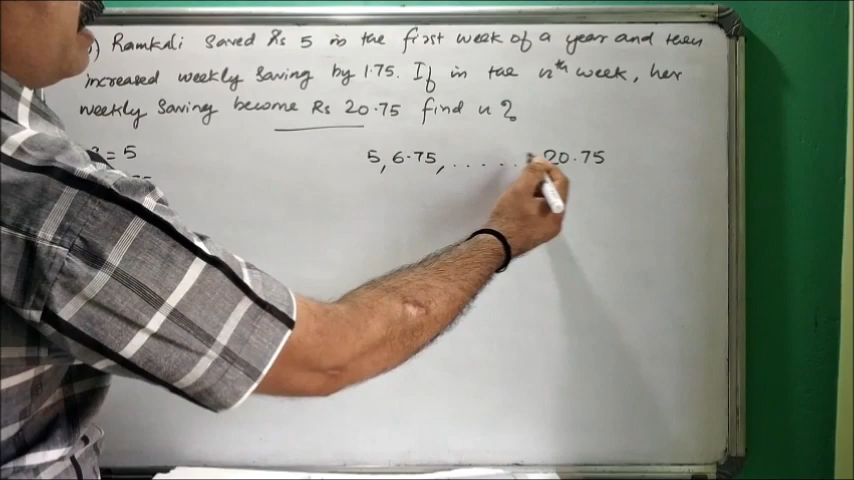 ) Ramkali saved Rs 5 in the first week of a year and then
increased weekly saving by 1.75. If in the nth week, her
weekly saving become Rs 20.75 find n ?
= 5
5, 6.75, . . . . . , 20.75